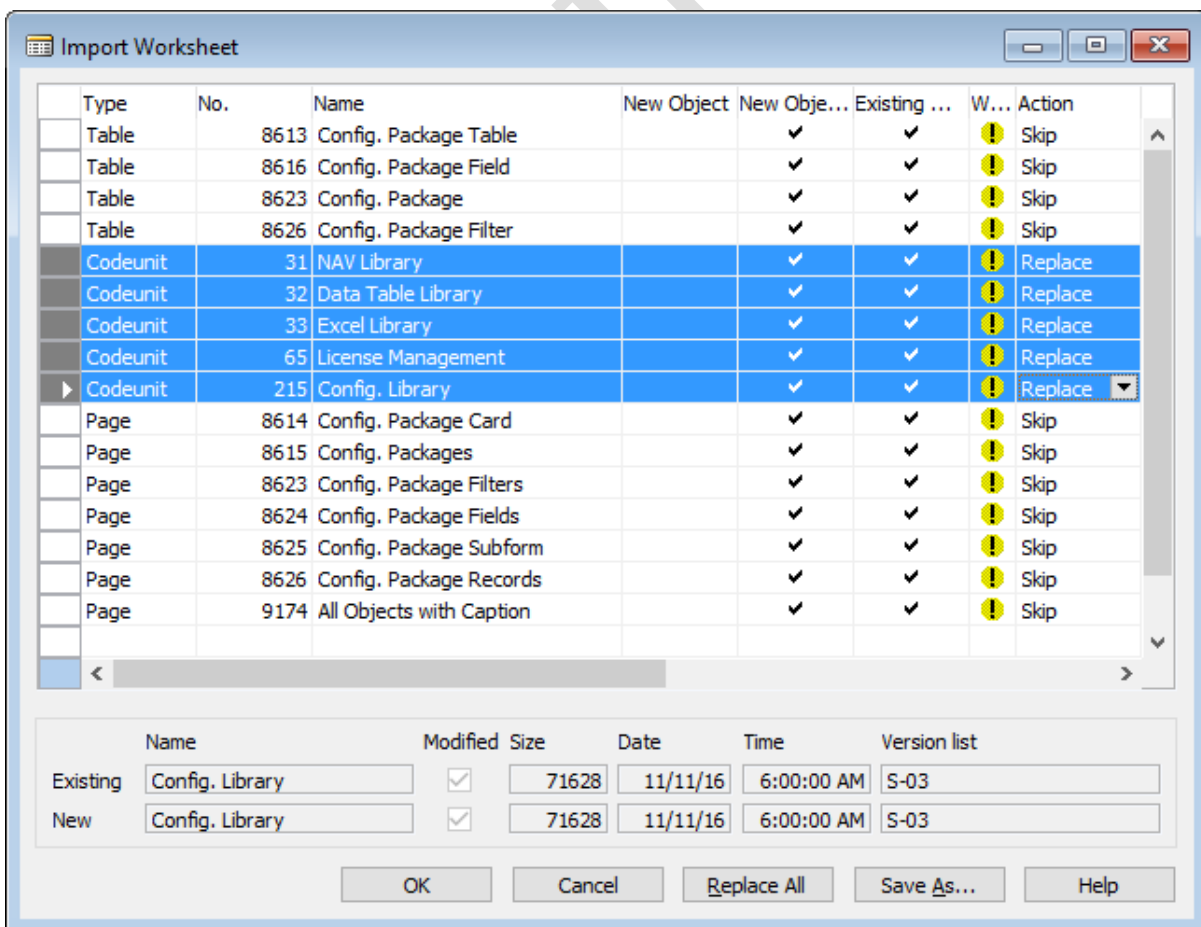 Import Worksheet
Type No. Name New Object New Obje... Existing ... W... Action
Table 8613 Config. Package Table Skip
Table 8616 Config. Package Field Skip
Table 8623 Config. Package Skip
Table 8626 Config. Package Filter Skip
Codeunit 31 NAV Library Replace
Codeunit 32 Data Table Library Replace
Codeunit 33 Excel Library Replace
Codeunit 65 License Management Replace
Codeunit 215 Config. Library Replace
Page 8614 Config. Package Card Skip
Page 8615 Config. Packages Skip
Page 8623 Config. Package Filters Skip
Page 8624 Config. Package Fields Skip
Page 8625 Config. Package Subform Skip
Page 8626 Config. Package Records Skip
Page 9174 All Objects with Caption Skip
Name Modified Size Date Time Version list
Existing Config. Library 71628 11/11/16 6:00:00 AM S-03
New Config. Library 71628 11/11/16 6:00:00 AM S-03
OK Cancel Replace All Save As... Help